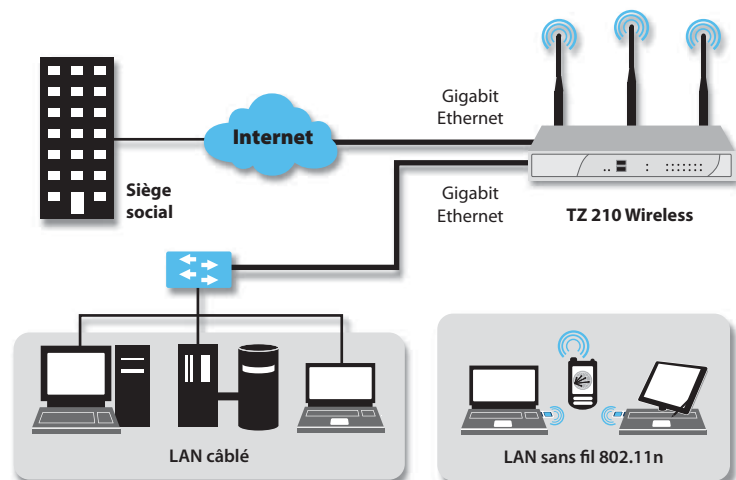 Gigabit
Ethernet
Internet
Siège
social
Gigabit
Ethernet
TZ 210 Wireless
LAN câblé
LAN sans fil 802.11n